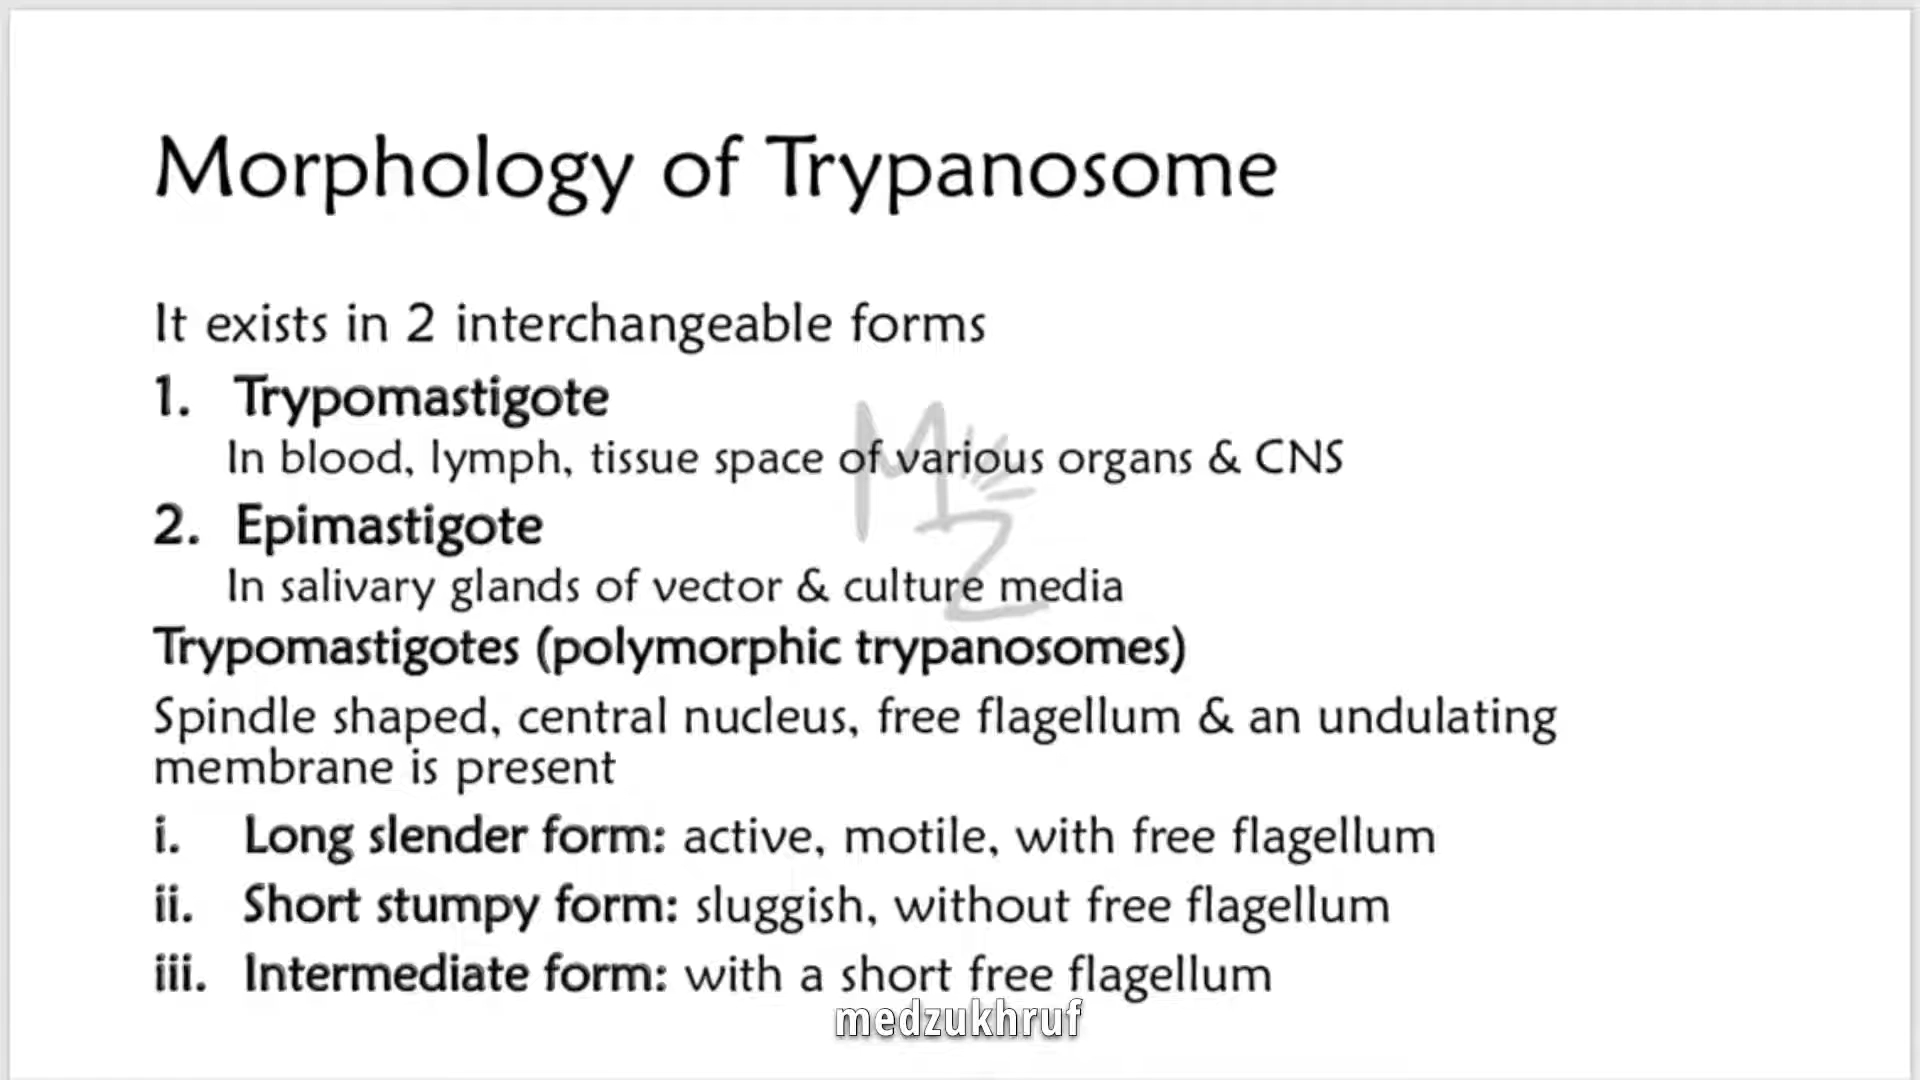 Morphology of Trypanosome
It exists in 2 interchangeable forms
1. Trypomastigote
In blood, lymph, tissue space of various organs & CNS
2. Epimastigote
In salivary glands of vector & culture media
Trypomastigotes (polymorphic trypanosomes)
Spindle shaped, central nucleus, free flagellum & an undulating
membrane is present
i. Long slender form: active, motile, with free flagellum
ii. Short stumpy form: sluggish, without free flagellum
iii. Intermediate form: with a short free flagellum
medzukhruf
MZ